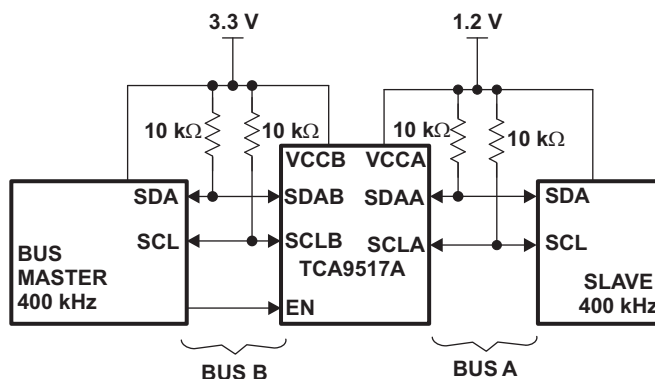 3.3 V
1.2 V
10 kΩ
10 kΩ
10 kΩ
10 kΩ
VCCB
VCCA
SDA
SDAB
SDAA
SDA
SCL
SCLB
SCLA
SCL
BUS
MASTER
400 kHz
TCA9517A
SLAVE
400 kHz
EN
BUS B
BUS A